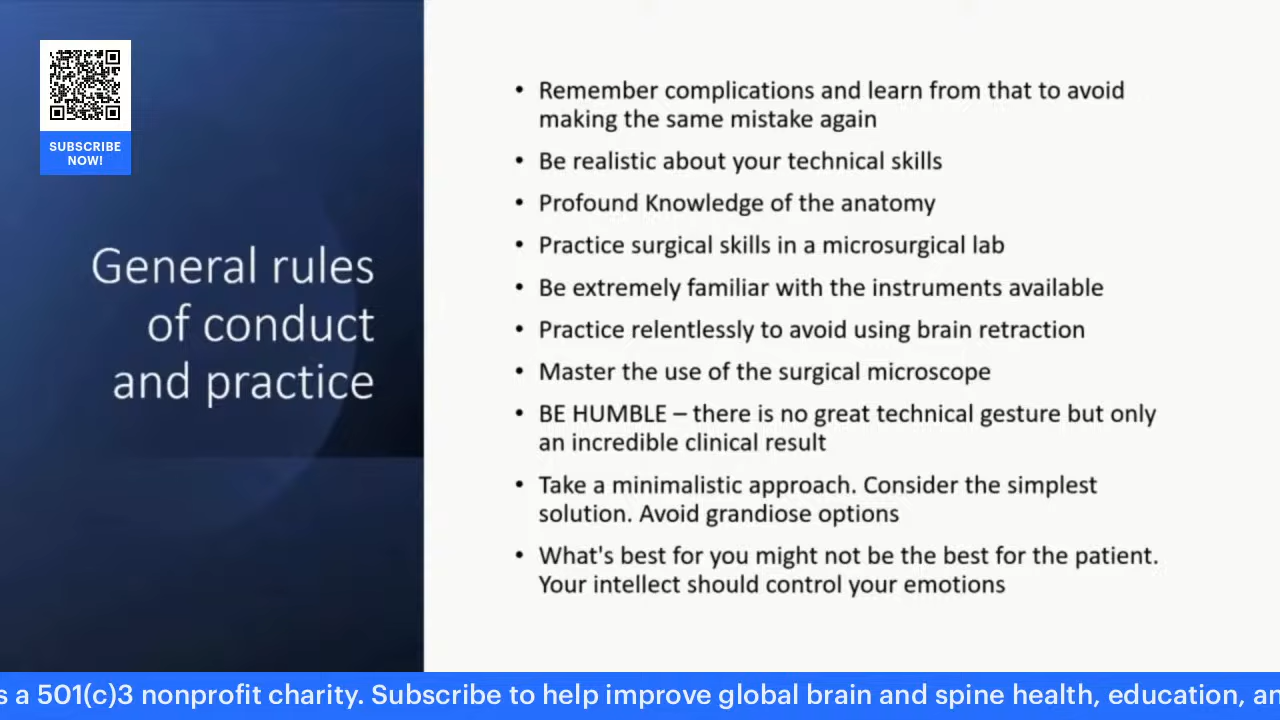 SUBSCRIBE
NOW!
General rules
of conduct
and practice
• Remember complications and learn from that to avoid
making the same mistake again
• Be realistic about your technical skills
• Profound Knowledge of the anatomy
• Practice surgical skills in a microsurgical lab
• Be extremely familiar with the instruments available
• Practice relentlessly to avoid using brain retraction
• Master the use of the surgical microscope
• BE HUMBLE – there is no great technical gesture but only
an incredible clinical result
• Take a minimalistic approach. Consider the simplest
solution. Avoid grandiose options
• What's best for you might not be the best for the patient.
Your intellect should control your emotions
s a 501(c)3 nonprofit charity. Subscribe to help improve global brain and spine health, education, an